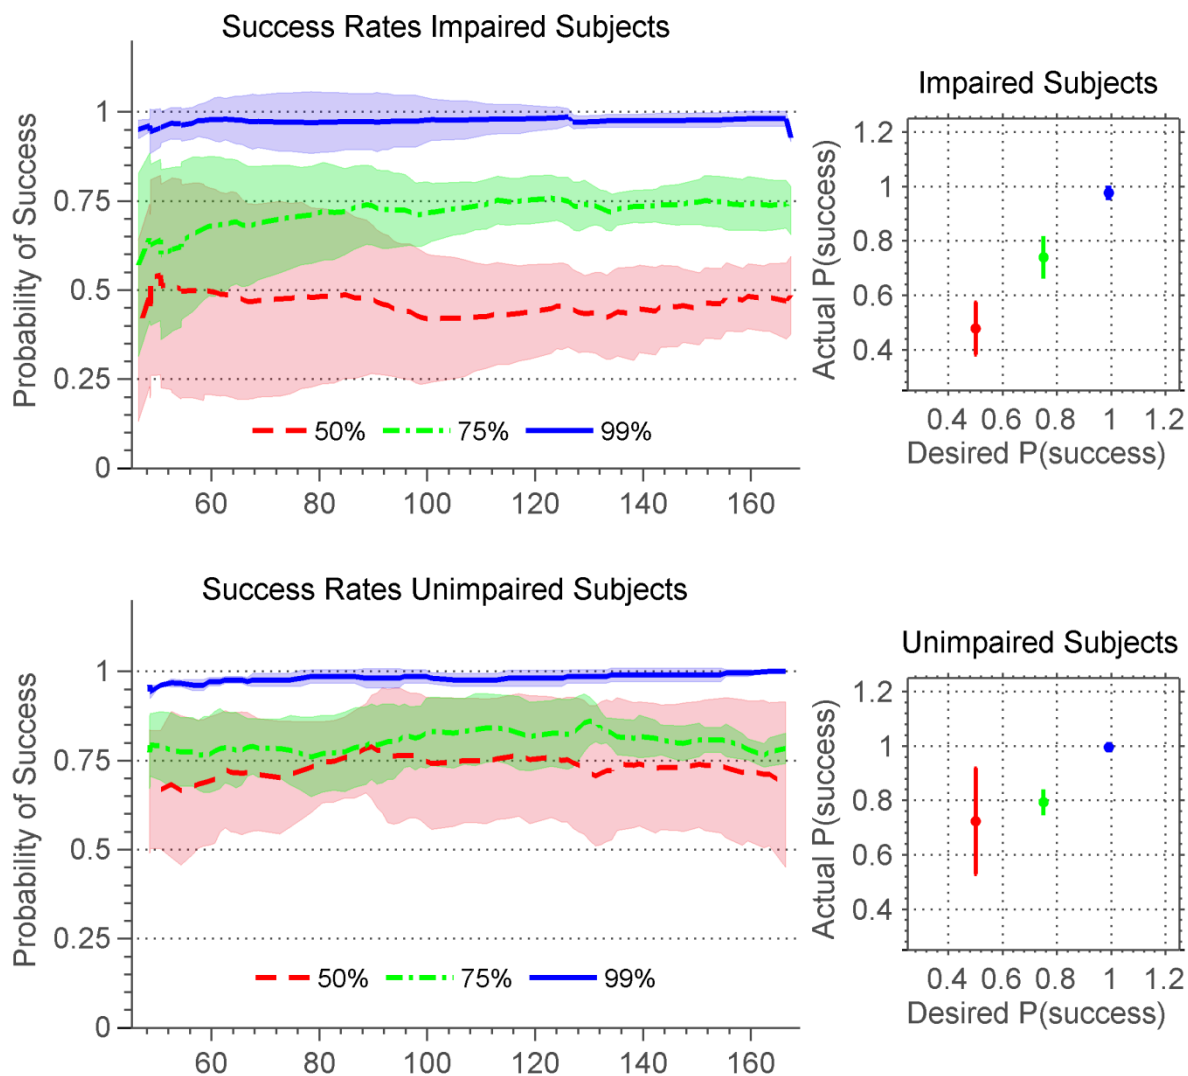 Success Rates Impaired Subjects
Probability of Success
1
0.75
0.5
0.25
0
50% 75% 99%
60 80 100 120 140 160
Impaired Subjects
Actual P(success)
1.2
1
0.8
0.6
0.4
0.4 0.6 0.8 1 1.2
Desired P(success)
Success Rates Unimpaired Subjects
Probability of Success
1
0.75
0.5
0.25
0
50% 75% 99%
60 80 100 120 140 160
Unimpaired Subjects
Actual P(success)
1.2
1
0.8
0.6
0.4
0.4 0.6 0.8 1 1.2
Desired P(success)